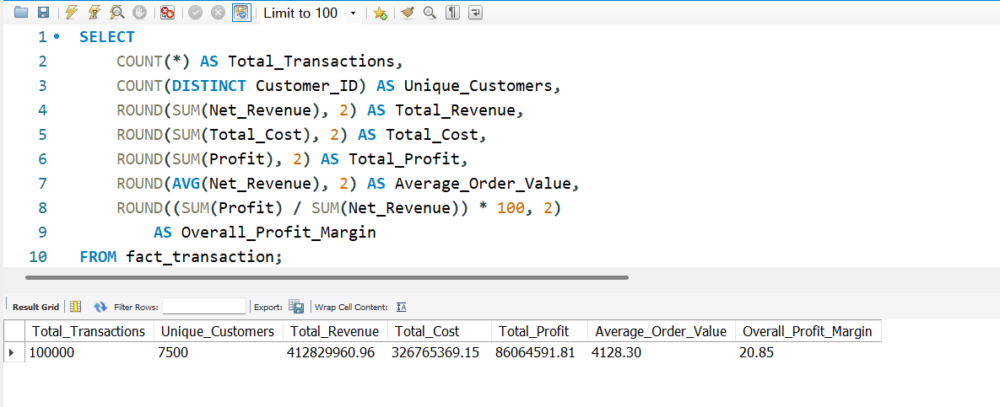 Limit to 100
1 SELECT
2 COUNT(*) AS Total_Transactions,
3 COUNT(DISTINCT Customer_ID) AS Unique_Customers,
4 ROUND(SUM(Net_Revenue), 2) AS Total_Revenue,
5 ROUND(SUM(Total_Cost), 2) AS Total_Cost,
6 ROUND(SUM(Profit), 2) AS Total_Profit,
7 ROUND(AVG(Net_Revenue), 2) AS Average_Order_Value,
8 ROUND((SUM(Profit) / SUM(Net_Revenue)) * 100, 2)
9 AS Overall_Profit_Margin
10 FROM fact_transaction;
Result Grid Filter Rows: Export: Wrap Cell Content: IA
Total_Transactions Unique_Customers Total_Revenue Total_Cost Total_Profit Average_Order_Value Overall_Profit_Margin
100000 7500 412829960.96 326765369.15 86064591.81 4128.30 20.85